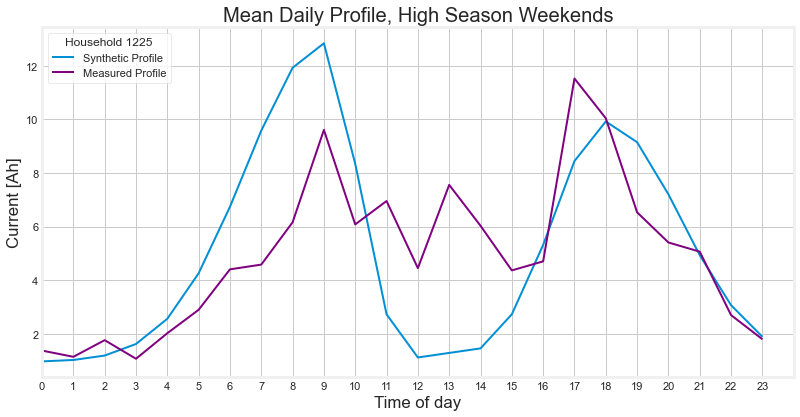 Mean Daily Profile, High Season Weekends
Household 1225
Synthetic Profile
Measured Profile
Current [Ah]
12
10
8
6
4
2
0 1 2 3 4 5 6 7 8 9 10 11 12 13 14 15 16 17 18 19 20 21 22 23
Time of day